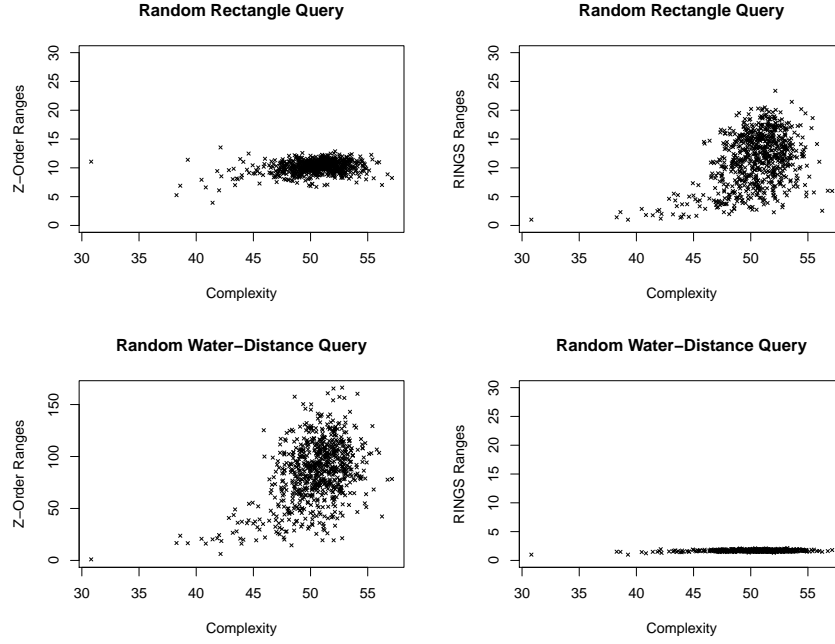 Random Rectangle Query
Z−Order Ranges
0 5 10 15 20 25 30
30 35 40 45 50 55
Complexity
Random Rectangle Query
RINGS Ranges
0 5 10 15 20 25 30
30 35 40 45 50 55
Complexity
Random Water−Distance Query
Z−Order Ranges
0 50 100 150
30 35 40 45 50 55
Complexity
Random Water−Distance Query
RINGS Ranges
0 5 10 15 20 25 30
30 35 40 45 50 55
Complexity